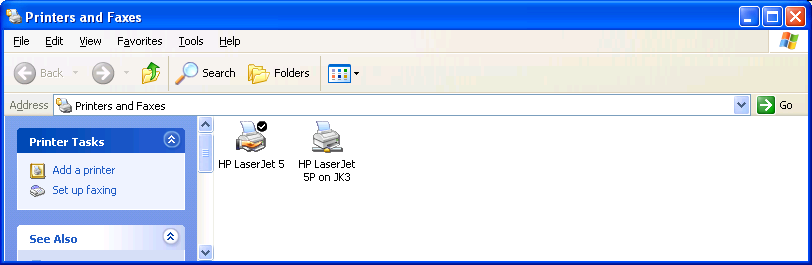 Printers and Faxes
File Edit View Favorites Tools Help
Back Search Folders
Address Printers and Faxes Go
Printer Tasks
Add a printer
Set up faxing
See Also
HP LaserJet 5
HP LaserJet
5P on JK3